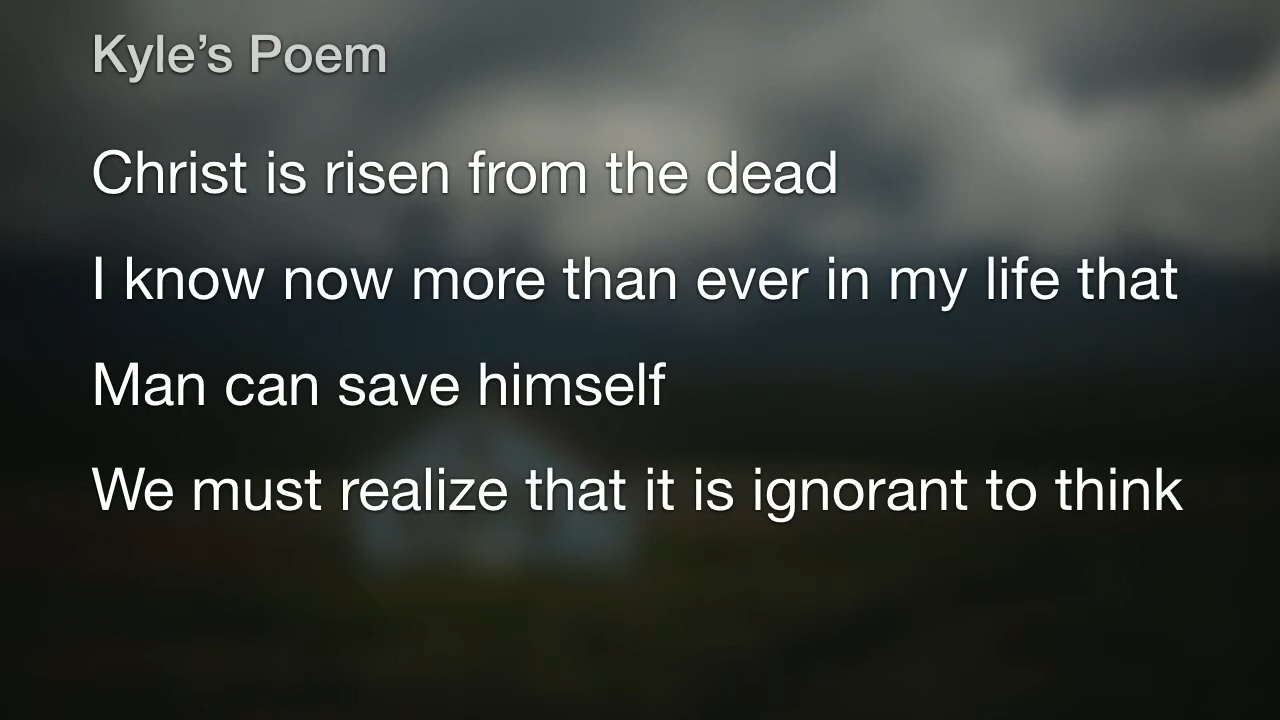 Kyle’s Poem
Christ is risen from the dead
I know now more than ever in my life that
Man can save himself
We must realize that it is ignorant to think